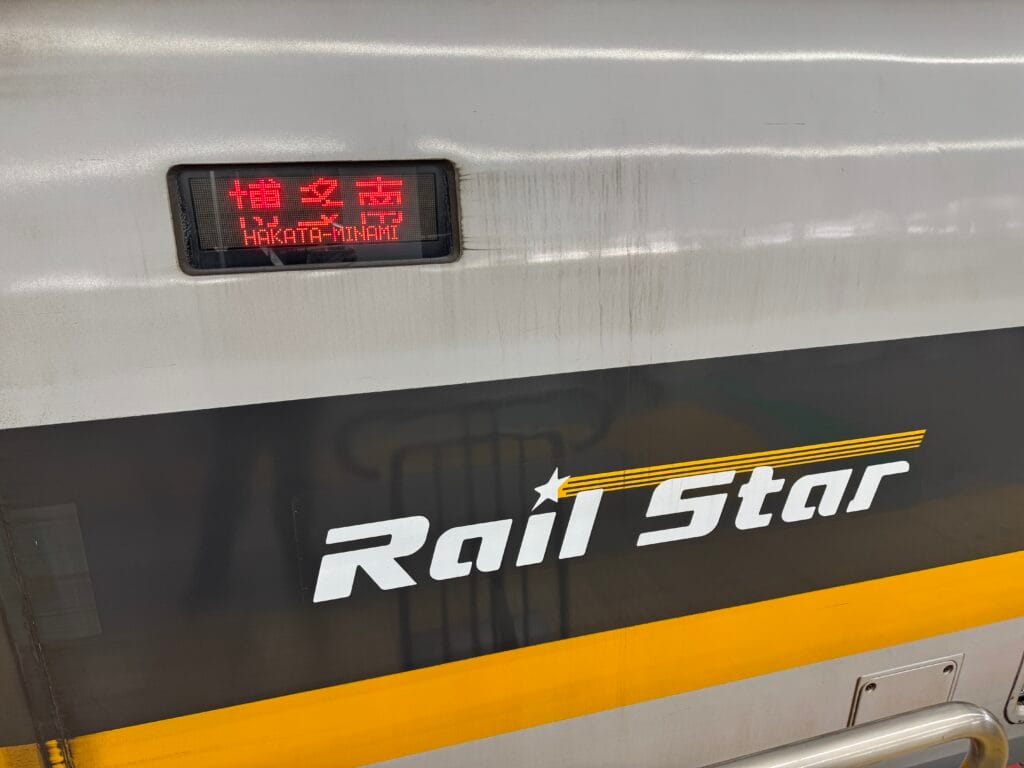 博多南
HAKATA-MINAMI
Rail Star